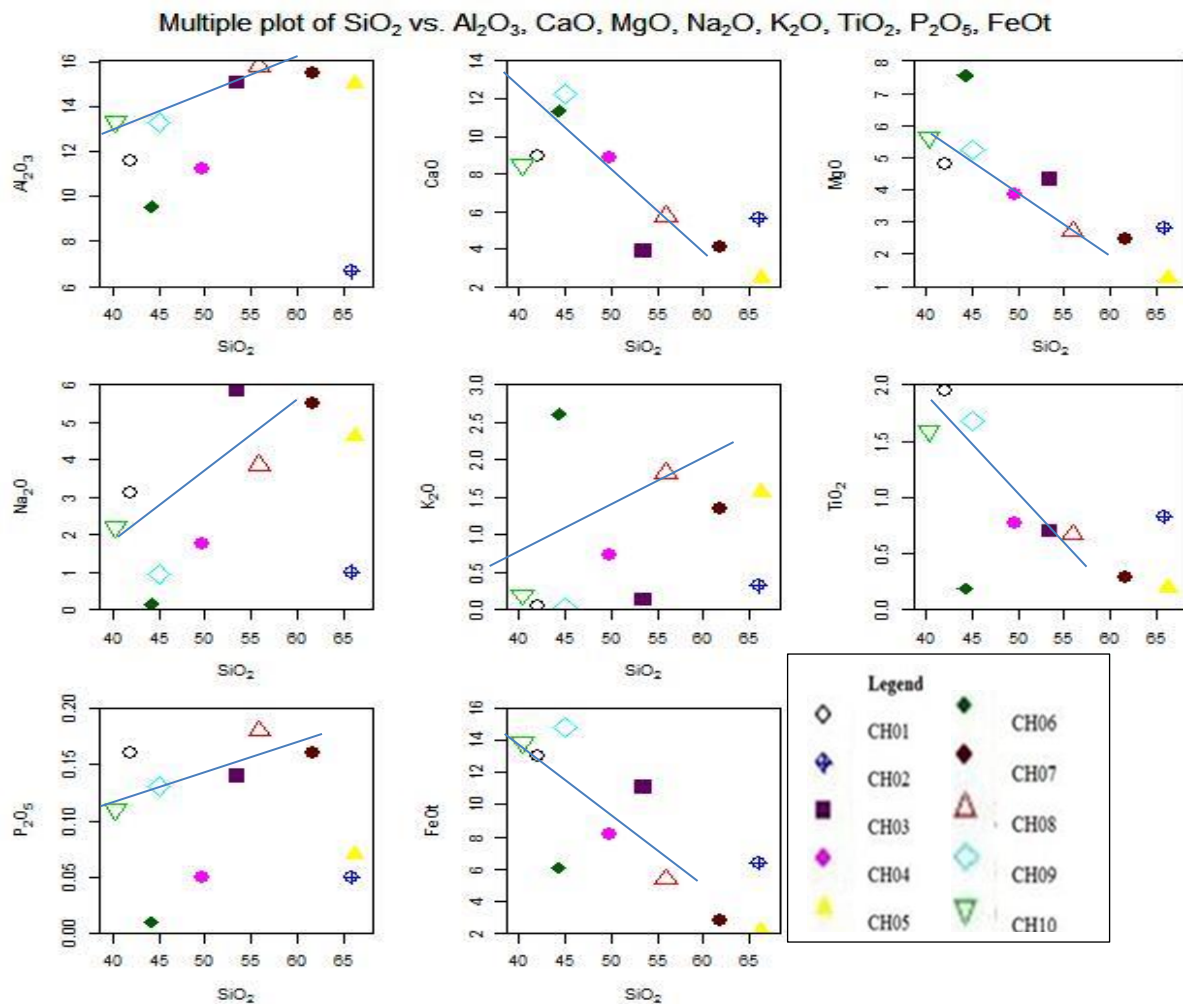 Multiple plot of SiO₂ vs. Al₂O₃, CaO, MgO, Na₂O, K₂O, TiO₂, P₂O₅, FeOt
Al₂O₃
6 8 10 12 14 16
40 45 50 55 60 65
SiO₂
CaO
2 4 6 8 10 12 14
40 45 50 55 60 65
SiO₂
MgO
1 2 3 4 5 6 7 8
40 45 50 55 60 65
SiO₂
Na₂O
0 1 2 3 4 5 6
40 45 50 55 60 65
SiO₂
K₂O
0.0 0.5 1.0 1.5 2.0 2.5 3.0
40 45 50 55 60 65
SiO₂
TiO₂
0.0 0.5 1.0 1.5 2.0
40 45 50 55 60 65
SiO₂
P₂O₅
0.00 0.05 0.10 0.15 0.20
40 45 50 55 60 65
SiO₂
FeOt
2 4 6 8 10 12 14 16
40 45 50 55 60 65
SiO₂
Legend
CH01
CH02
CH03
CH04
CH05
CH06
CH07
CH08
CH09
CH10